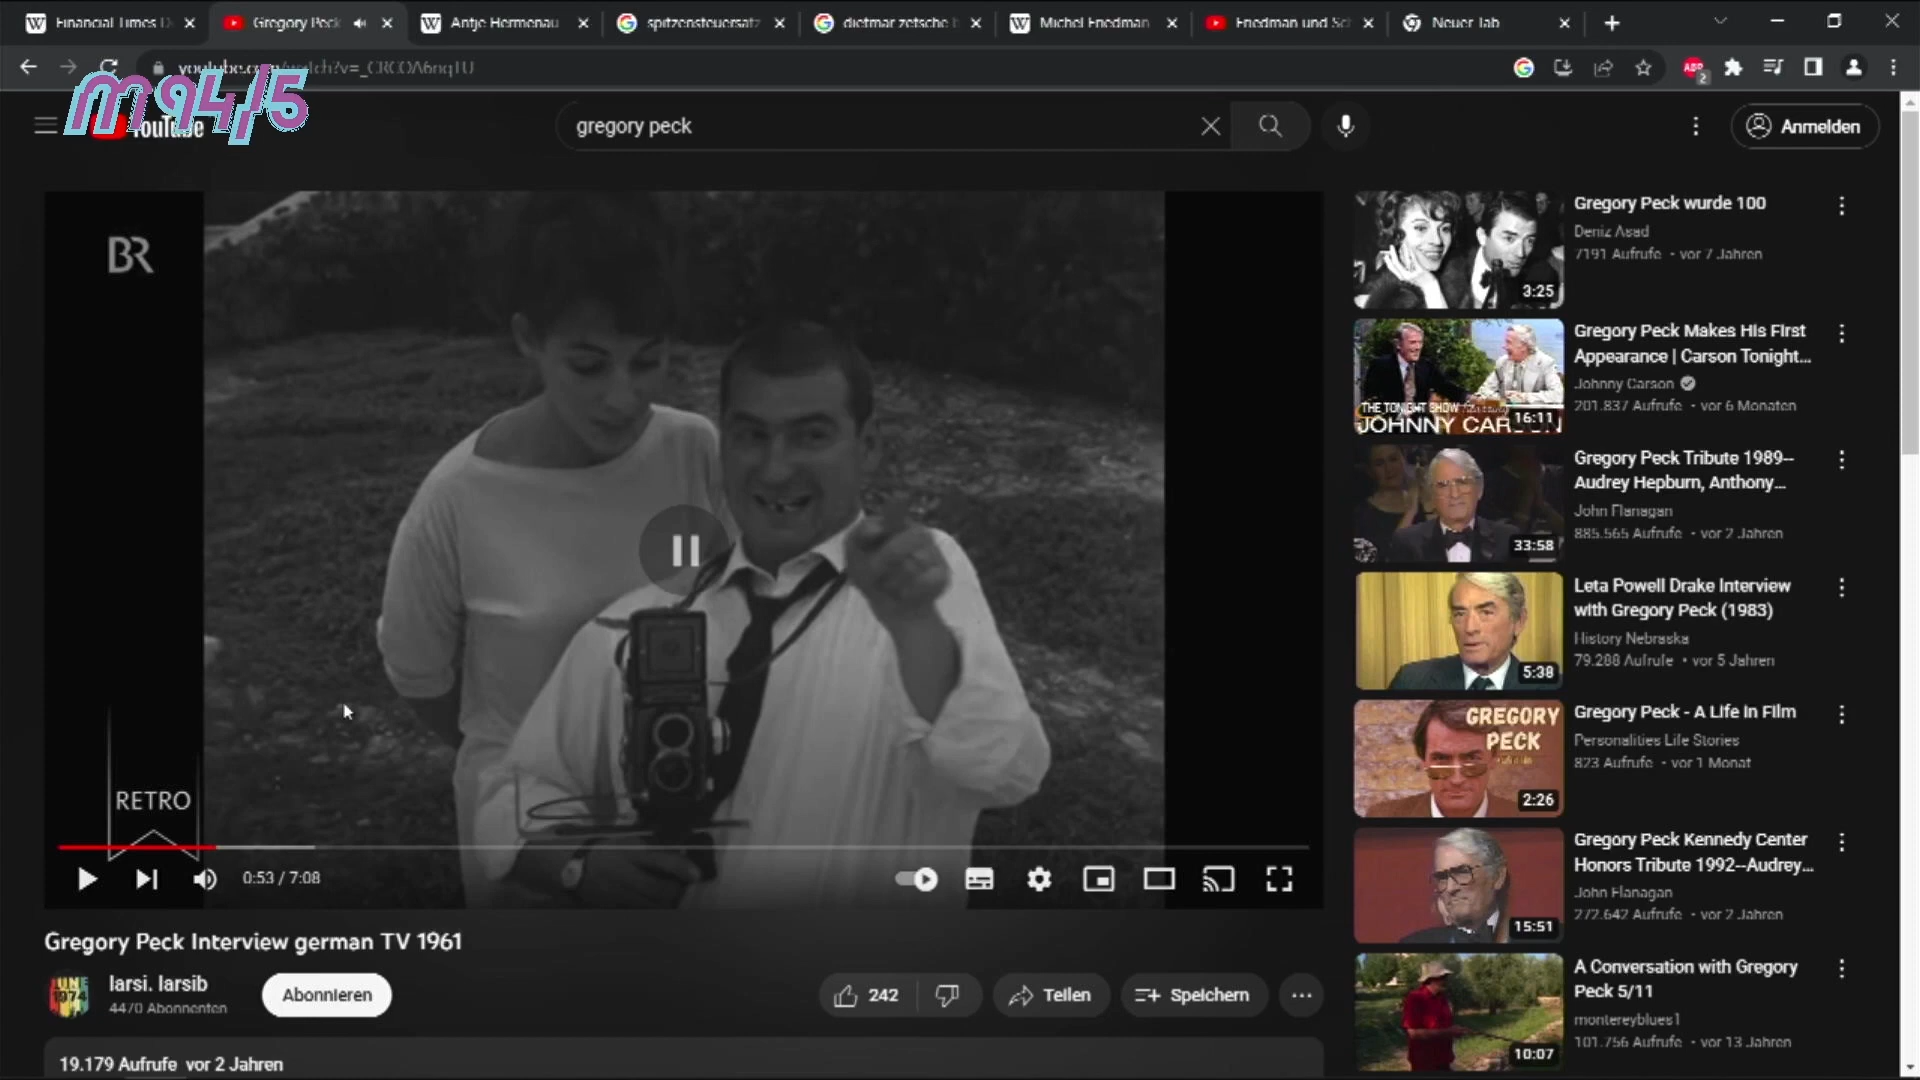 Financial Times D
Gregory Peck
Antje Hermenau
spitzensteuersatz
dietmar zetsche
Michel Friedman
Friedman und Sc
Neuer Tab
M94/5
YouTube
gregory peck
Anmelden
BR
RETRO
0:53 / 7:08
Gregory Peck Interview german TV 1961
larsi. larsib
4470 Abonnenten
Abonnieren
242
Teilen
Speichern
19.179 Aufrufe vor 2 Jahren
Gregory Peck wurde 100
Deniz Asad
7191 Aufrufe • vor 7 Jahren
3:25
Gregory Peck Makes His First
Appearance | Carson Tonight...
Johnny Carson
201.837 Aufrufe • vor 6 Monaten
THE TONIGHT SHOW
JOHNNY CARSON
16:11
Gregory Peck Tribute 1989--
Audrey Hepburn, Anthony...
John Flanagan
885.565 Aufrufe • vor 2 Jahren
33:58
Leta Powell Drake Interview
with Gregory Peck (1983)
History Nebraska
79.288 Aufrufe • vor 5 Jahren
5:38
Gregory Peck - A Life in Film
Personalities Life Stories
823 Aufrufe • vor 1 Monat
GREGORY
PECK
2:26
Gregory Peck Kennedy Center
Honors Tribute 1992--Audrey...
John Flanagan
272.642 Aufrufe • vor 2 Jahren
15:51
A Conversation with Gregory
Peck 5/11
montereyblues1
101.756 Aufrufe • vor 13 Jahren
10:07